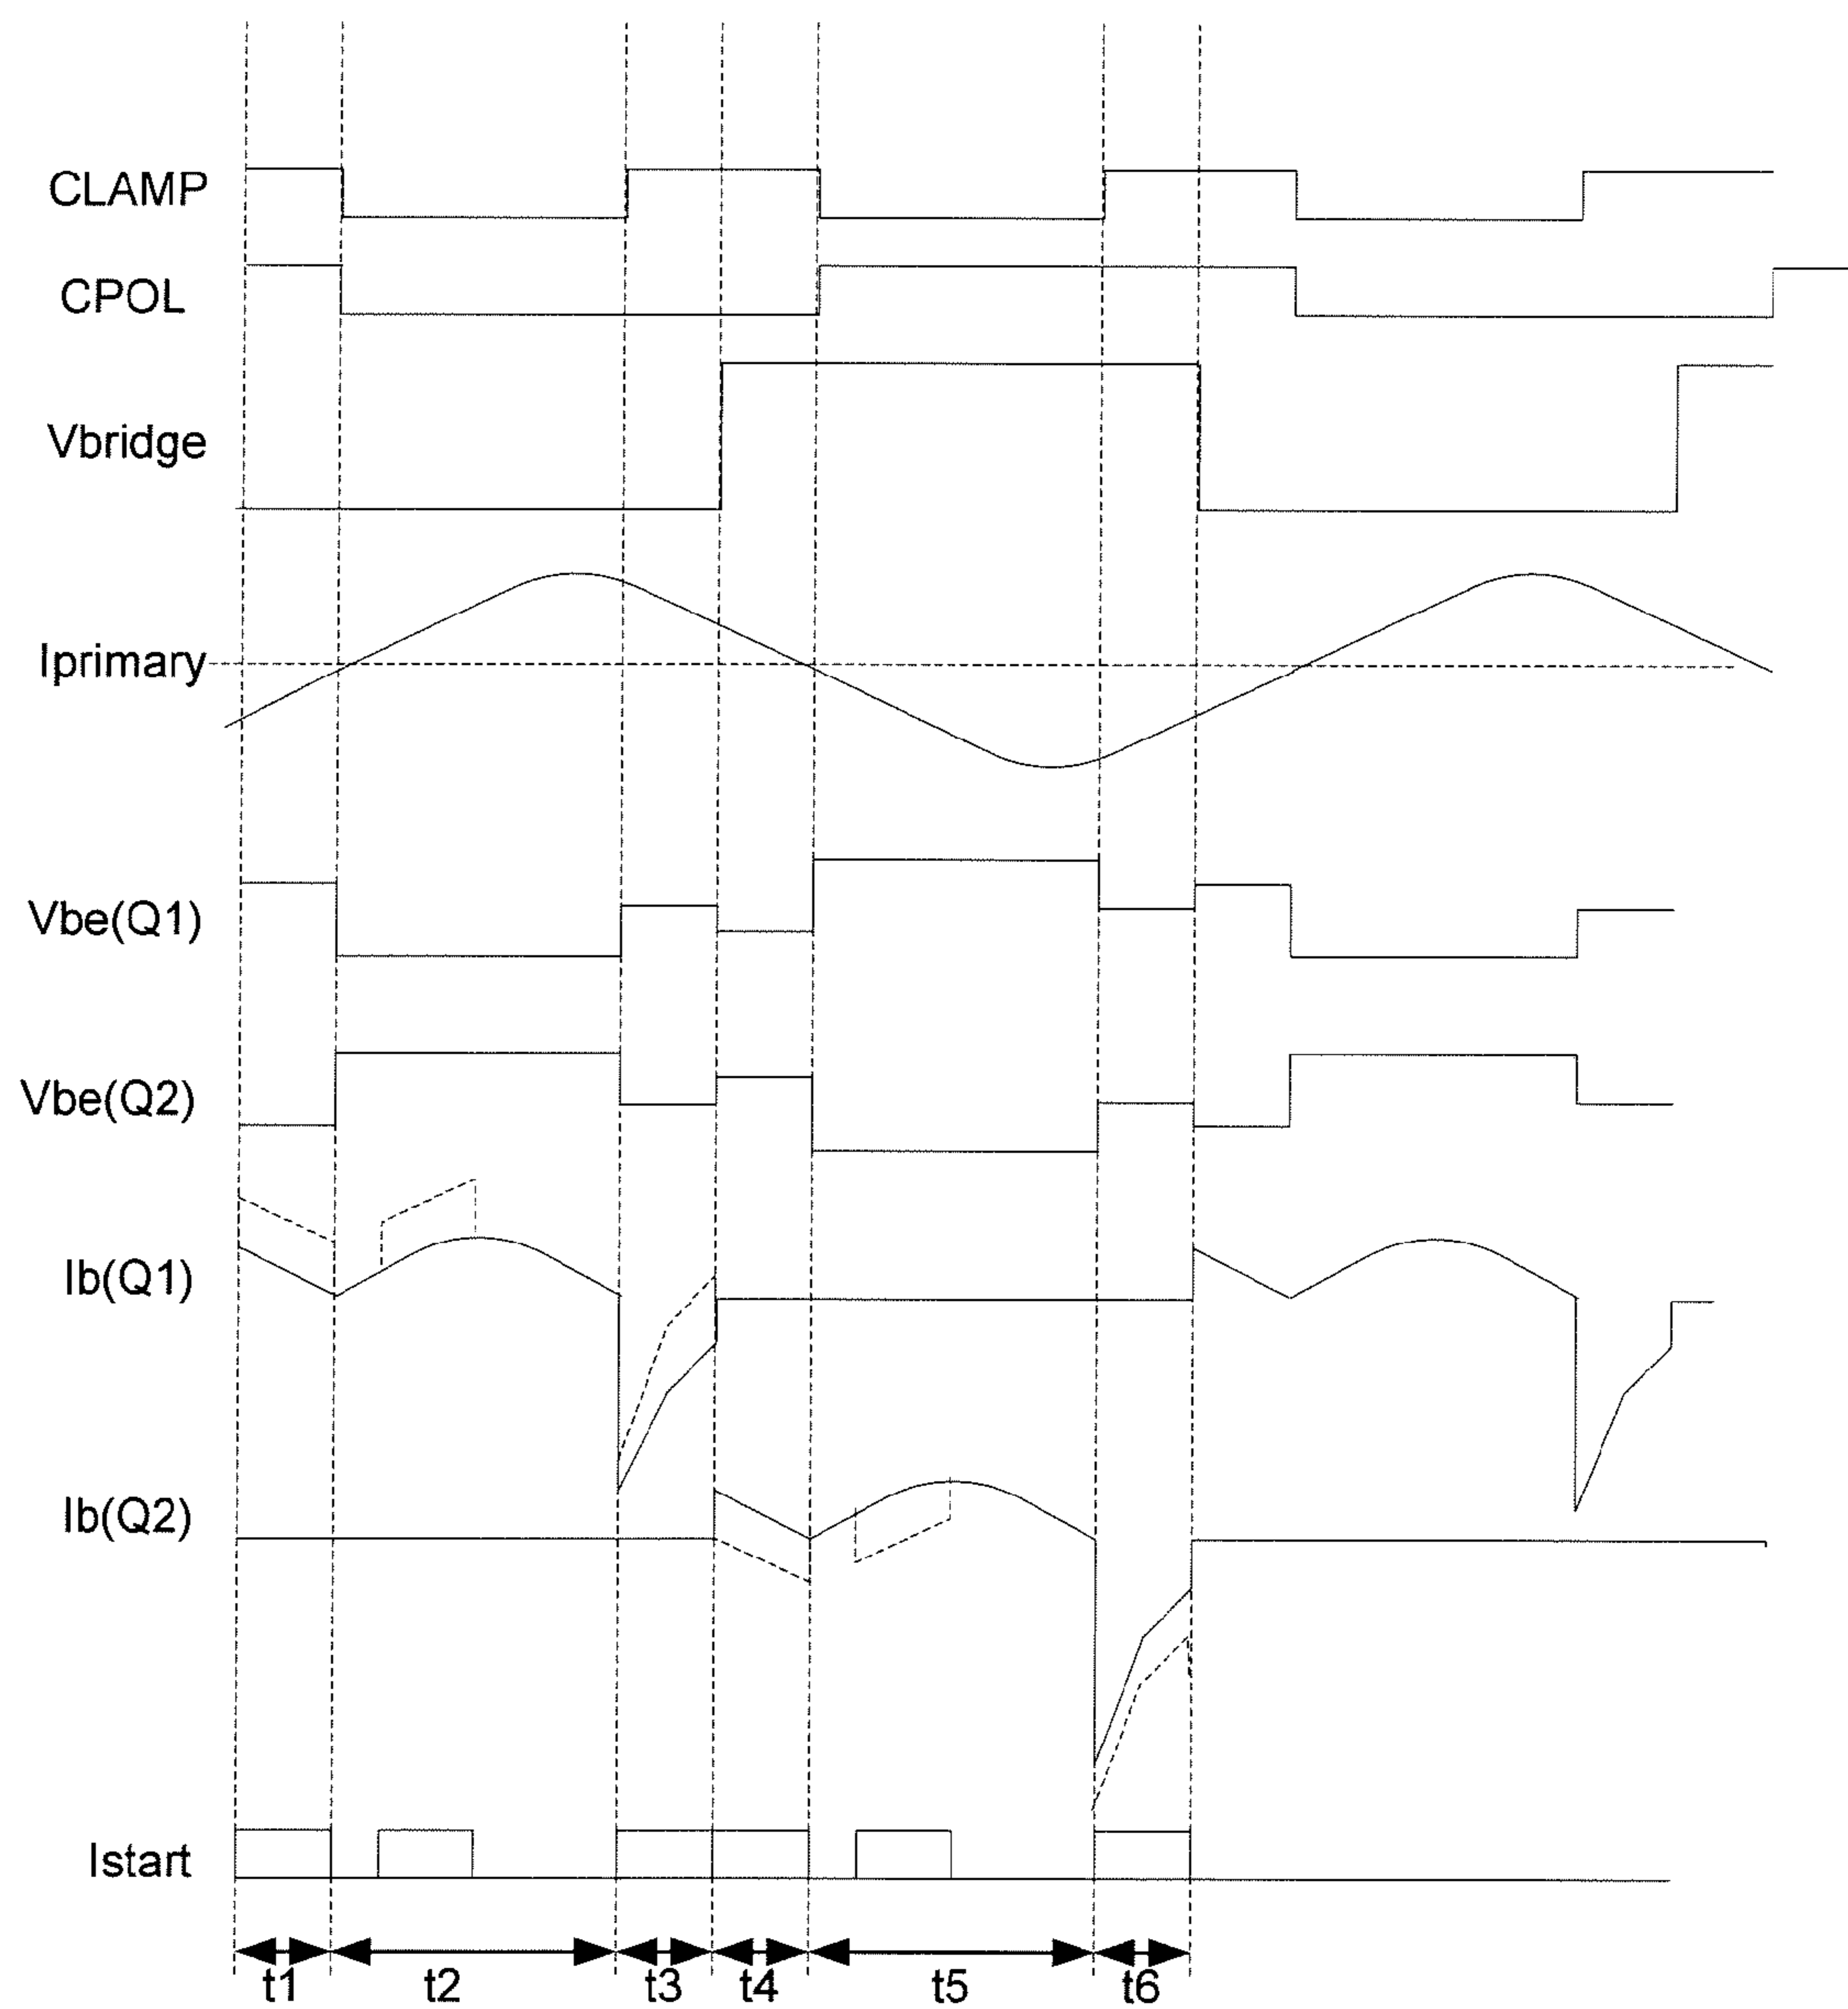 CLAMP
CPOL
Vbridge
Iprimary
Vbe(Q1)
Vbe(Q2)
Ib(Q1)
Ib(Q2)
Istart
t1 t2 t3 t4 t5 t6